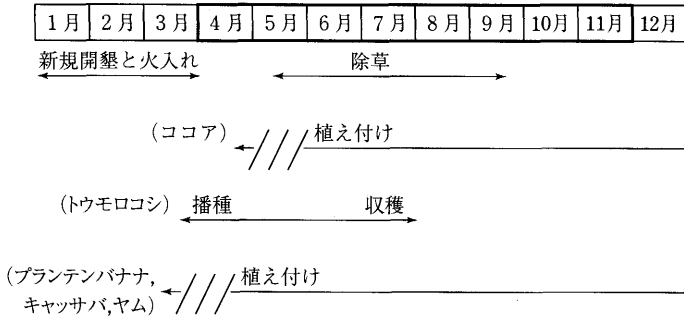 1月 2月 3月 4月 5月 6月 7月 8月 9月 10月 11月 12月
新規開墾と火入れ 除草
(ココア) 植え付け
(トウモロコシ) 播種 収穫
(プランテンバナナ, 植え付け
キャッサバ,ヤム)